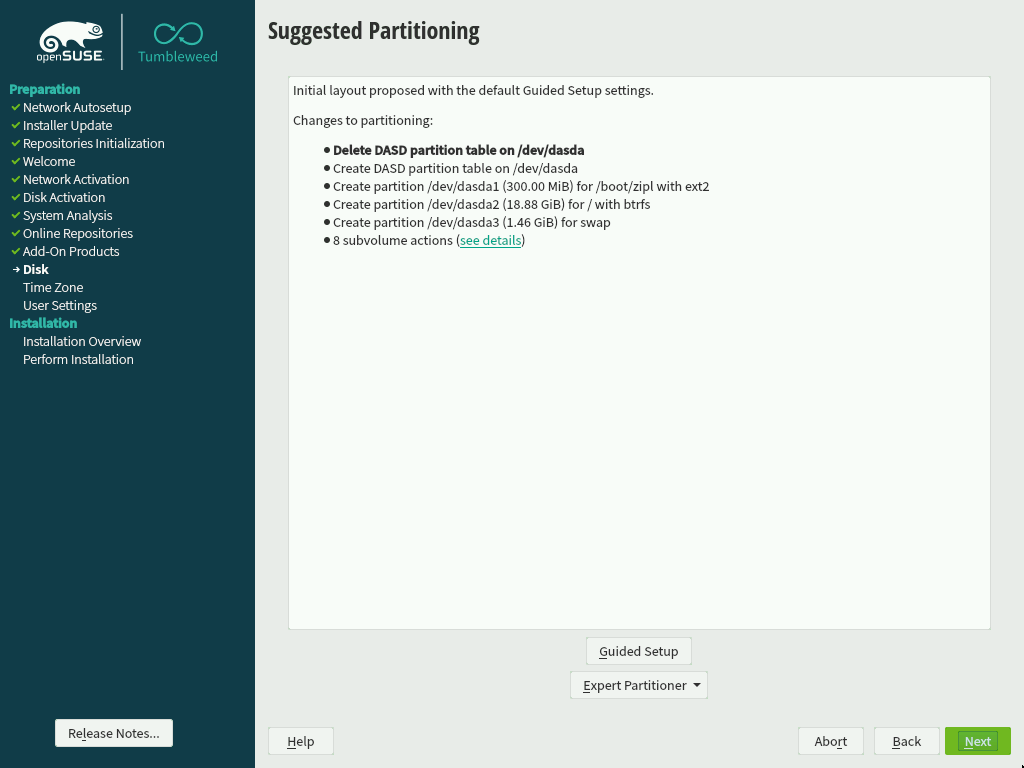 openSUSE
Tumbleweed
Preparation
Network Autosetup
Installer Update
Repositories Initialization
Welcome
Network Activation
Disk Activation
System Analysis
Online Repositories
Add-On Products
Disk
Time Zone
User Settings
Installation
Installation Overview
Perform Installation
Release Notes...
Suggested Partitioning
Initial layout proposed with the default Guided Setup settings.
Changes to partitioning:
Delete DASD partition table on /dev/dasda
Create DASD partition table on /dev/dasda
Create partition /dev/dasda1 (300.00 MiB) for /boot/zipl with ext2
Create partition /dev/dasda2 (18.88 GiB) for / with btrfs
Create partition /dev/dasda3 (1.46 GiB) for swap
8 subvolume actions (see details)
Guided Setup
Expert Partitioner
Help
Abort
Back
Next